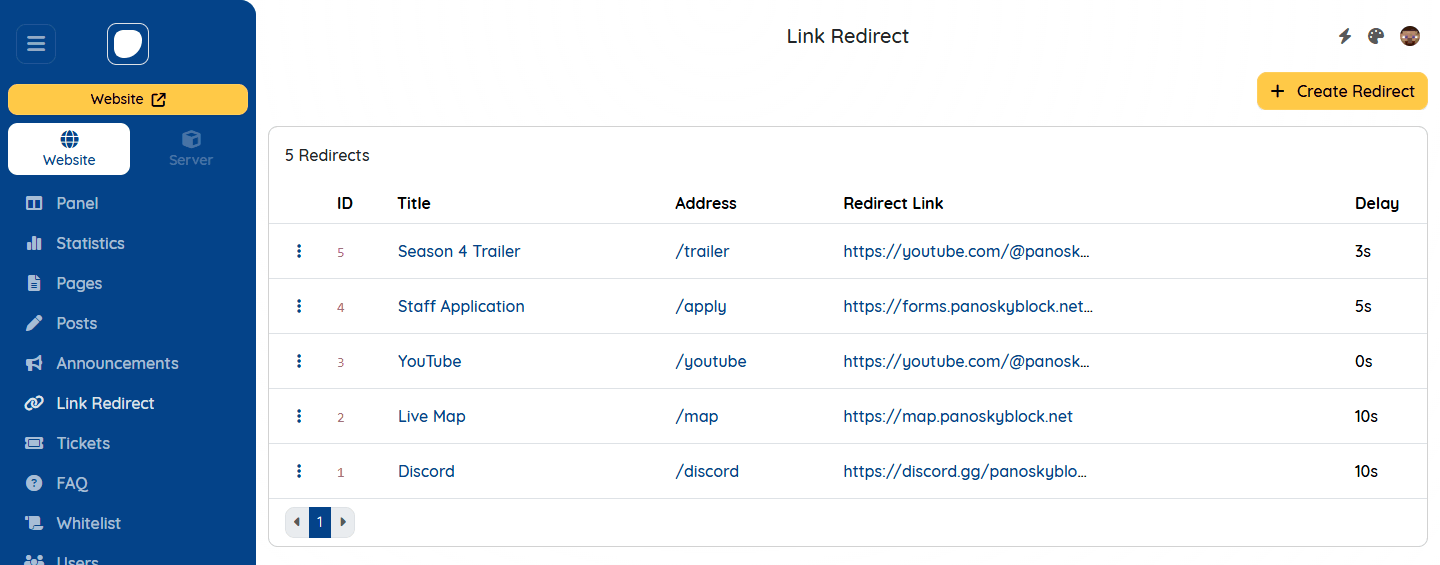 Link Redirect
Website
Create Redirect
Website
Server
Panel
Statistics
Pages
Posts
Announcements
Link Redirect
Tickets
FAQ
Whitelist
Users
5 Redirects
ID Title Address Redirect Link Delay
5 Season 4 Trailer /trailer https://youtube.com/@panosk... 3s
4 Staff Application /apply https://forms.panoskyblock.net... 5s
3 YouTube /youtube https://youtube.com/@panosk... 0s
2 Live Map /map https://map.panoskyblock.net 10s
1 Discord /discord https://discord.gg/panoskyblo... 10s
1